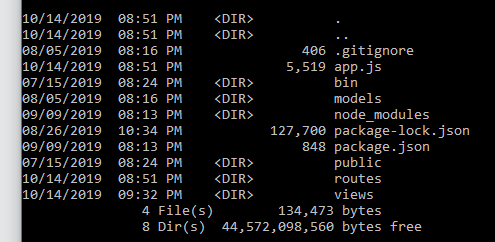 10/14/2019  08:51 PM    <DIR>          .
10/14/2019  08:51 PM    <DIR>          ..
08/05/2019  08:16 PM               406 .gitignore
10/14/2019  08:51 PM             5,519 app.js
07/15/2019  08:24 PM    <DIR>          bin
08/05/2019  08:16 PM    <DIR>          models
09/09/2019  08:13 PM    <DIR>          node_modules
08/26/2019  10:34 PM           127,700 package-lock.json
09/09/2019  08:13 PM               848 package.json
07/15/2019  08:24 PM    <DIR>          public
10/14/2019  08:51 PM    <DIR>          routes
10/14/2019  09:32 PM    <DIR>          views
               4 File(s)        134,473 bytes
               8 Dir(s)  44,572,098,560 bytes free